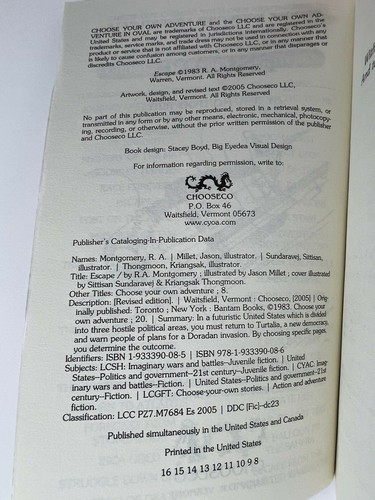 CHOOSE YOUR OWN ADVENTURE and the CHOOSE YOUR OWN AD-
VENTURE IN OVAL are trademarks of Chooseco LLC and are registered in the
United States and may be registered in jurisdictions internationally. Chooseco's
trademarks, service marks, and trade dress may not be used in connection with any
product or service that is not affiliated with Chooseco LLC, or is in any manner that
is likely to cause confusion among customers, or in any manner that disparages or
discredits Chooseco LLC.
Escape ©1983 R. A. Montgomery,
Warren, Vermont. All Rights Reserved
Artwork, design, and revised text ©2005 Chooseco LLC,
Waitsfield, Vermont. All Rights Reserved.
No part of this publication may be reproduced, stored in a retrieval system, or
transmitted in any form or by any other means, electronic, mechanical, photocopy-
ing, recording, or otherwise, without the prior written permission of the publisher
and Chooseco LLC.
Book design: Stacey Boyd, Big Eyedea Visual Design
For information regarding permission, write to:
CHOOSECO
P.O. Box 46
Waitsfield, Vermont 05673
www.cyoa.com
Publisher's Cataloging-In-Publication Data
Names: Montgomery, R. A. | Millet, Jason, illustrator. | Sundaravej, Sittisan,
illustrator. | Thongmoon, Kriangsak, illustrator.
Title: Escape / by R.A. Montgomery ; illustrated by Jason Millet ; cover illustrated
by Sittisan Sundaravej & Kriangsak Thongmoon.
Other Titles: Choose your own adventure ; 8.
Description: [Revised edition]. | Waitsfield, Vermont : Chooseco, [2005] | Orig-
inally published: Toronto ; New York : Bantam Books, ©1983. Choose your
own adventure ; 20. | Summary: In a futuristic United States which is divided
into three hostile political areas, you must return to Turtalia, a new democracy,
and warn people of plans for a Doradan invasion. By choosing specific pages,
you determine the outcome.
Identifiers: ISBN 1-933390-08-5 | ISBN 978-1-933390-08-6
Subjects: LCSH: Imaginary wars and battles--Juvenile fiction. | United
States--Politics and government--21st century--Juvenile fiction. | CYAC: Imag-
inary wars and battles--Fiction. | United States--Politics and government--21st
century--Fiction. | LCGFT: Choose-your-own stories. | Action and adventure
fiction.
Classification: LCC PZ7.M7684 Es 2005 | DDC [Fic]--dc23
Published simultaneously in the United States and Canada
Printed in the United States
16 15 14 13 12 11 10 9 8